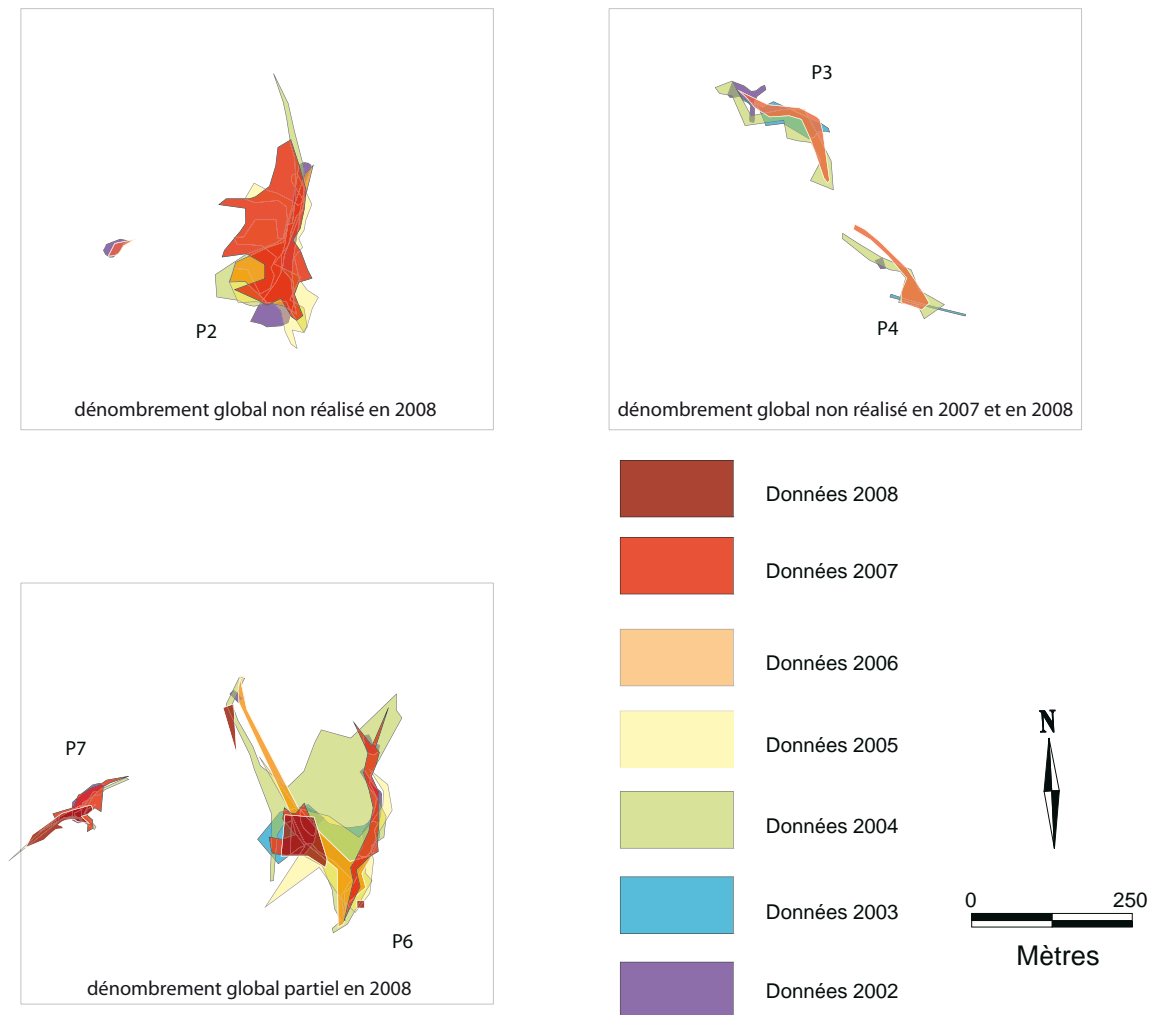 P2
dénombrement global non réalisé en 2008
P3
P4
dénombrement global non réalisé en 2007 et en 2008
P7
P6
dénombrement global partiel en 2008
Données 2008
Données 2007
Données 2006
Données 2005
Données 2004
Données 2003
Données 2002
N
0 250
Mètres